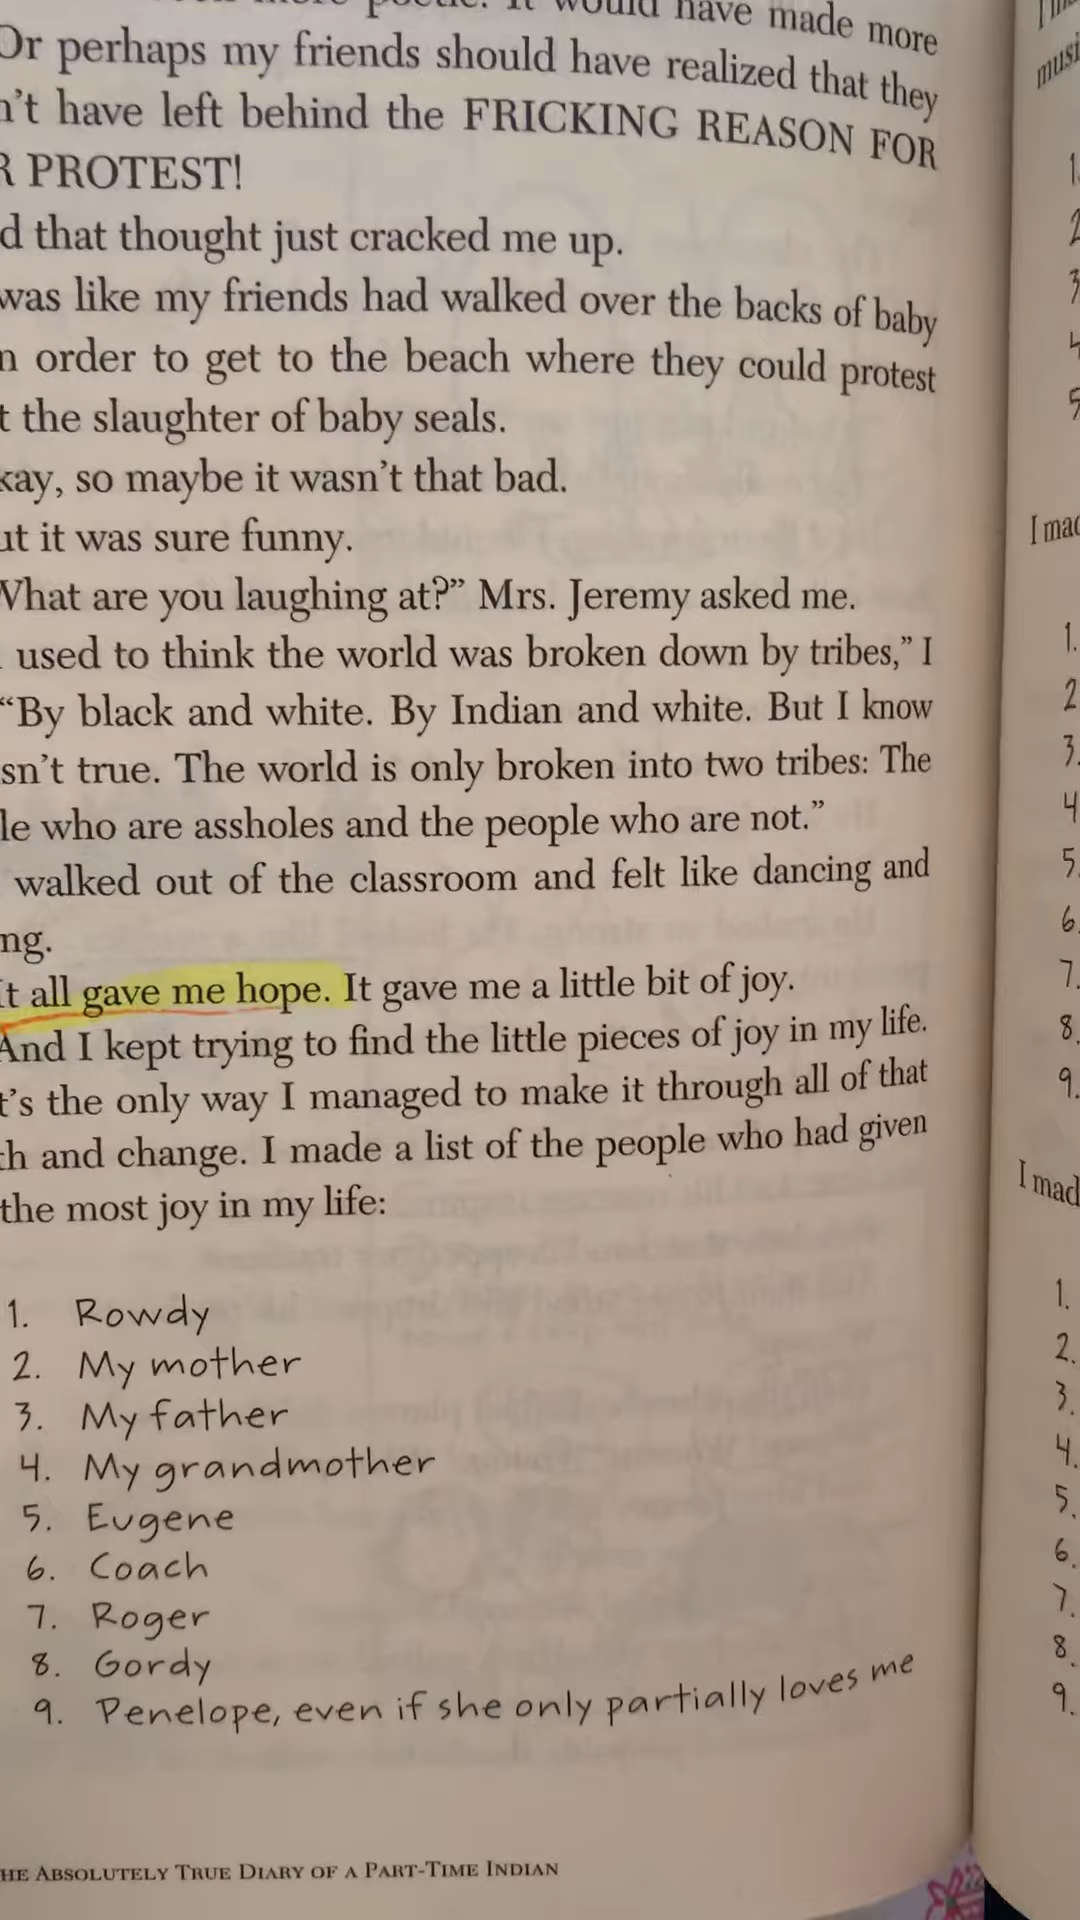 have made more
Or perhaps my friends should have realized that they
n't have left behind the FRICKING REASON FOR
R PROTEST!
d that thought just cracked me up.
was like my friends had walked over the backs of baby
n order to get to the beach where they could protest
t the slaughter of baby seals.
kay, so maybe it wasn't that bad.
ut it was sure funny.
What are you laughing at?" Mrs. Jeremy asked me.
used to think the world was broken down by tribes," I
"By black and white. By Indian and white. But I know
sn't true. The world is only broken into two tribes: The
le who are assholes and the people who are not."
walked out of the classroom and felt like dancing and
ng.
It all gave me hope. It gave me a little bit of joy.
And I kept trying to find the little pieces of joy in my life.
t's the only way I managed to make it through all of that
th and change. I made a list of the people who had given
the most joy in my life:
1. Rowdy
2. My mother
3. My father
4. My grandmother
5. Eugene
6. Coach
7. Roger
8. Gordy
9. Penelope, even if she only partially loves me
HE ABSOLUTELY TRUE DIARY OF A PART-TIME INDIAN
musi
1.
2
3
4
5
I mad
1.
2
3.
4
5.
6.
7.
8.
9.
I mad
1.
2.
3.
4.
5.
6.
7.
8.
9.